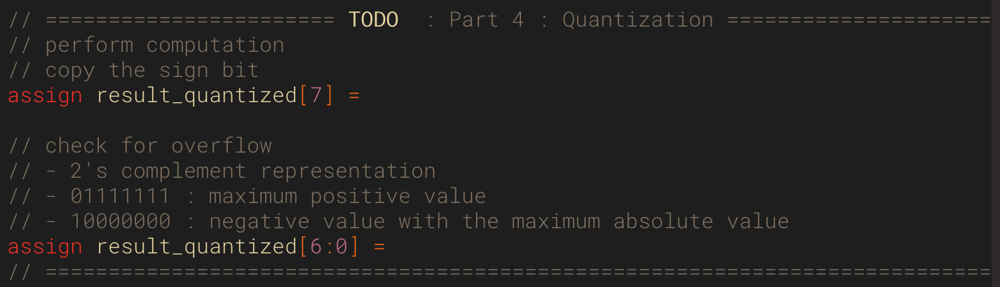 // ======================= TODO  : Part 4 : Quantization =====================
// perform computation
// copy the sign bit
assign result_quantized[7] =
// check for overflow
// - 2's complement representation
// - 01111111 : maximum positive value
// - 10000000 : negative value with the maximum absolute value
assign result_quantized[6:0] =
// ===========================================================================